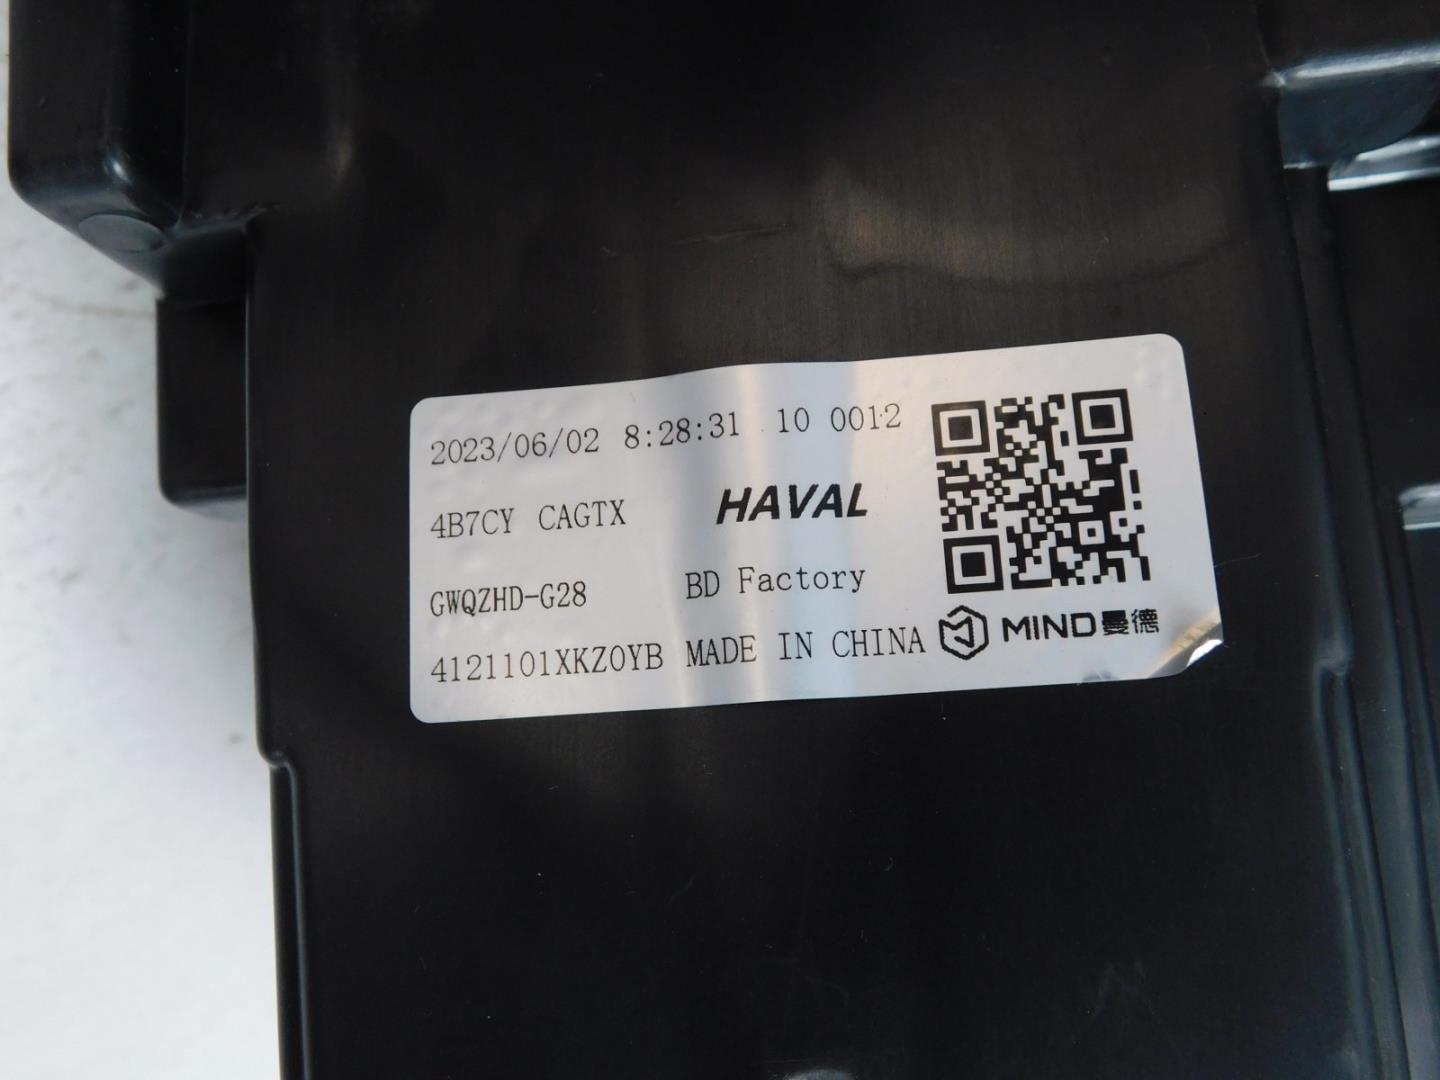 2023/06/02 8:28:31 10 0012
4B7CY CAGTX HAVAL
GWQZHD-G28 BD Factory
4121101XKZ0YB MADE IN CHINA
MIND曼德